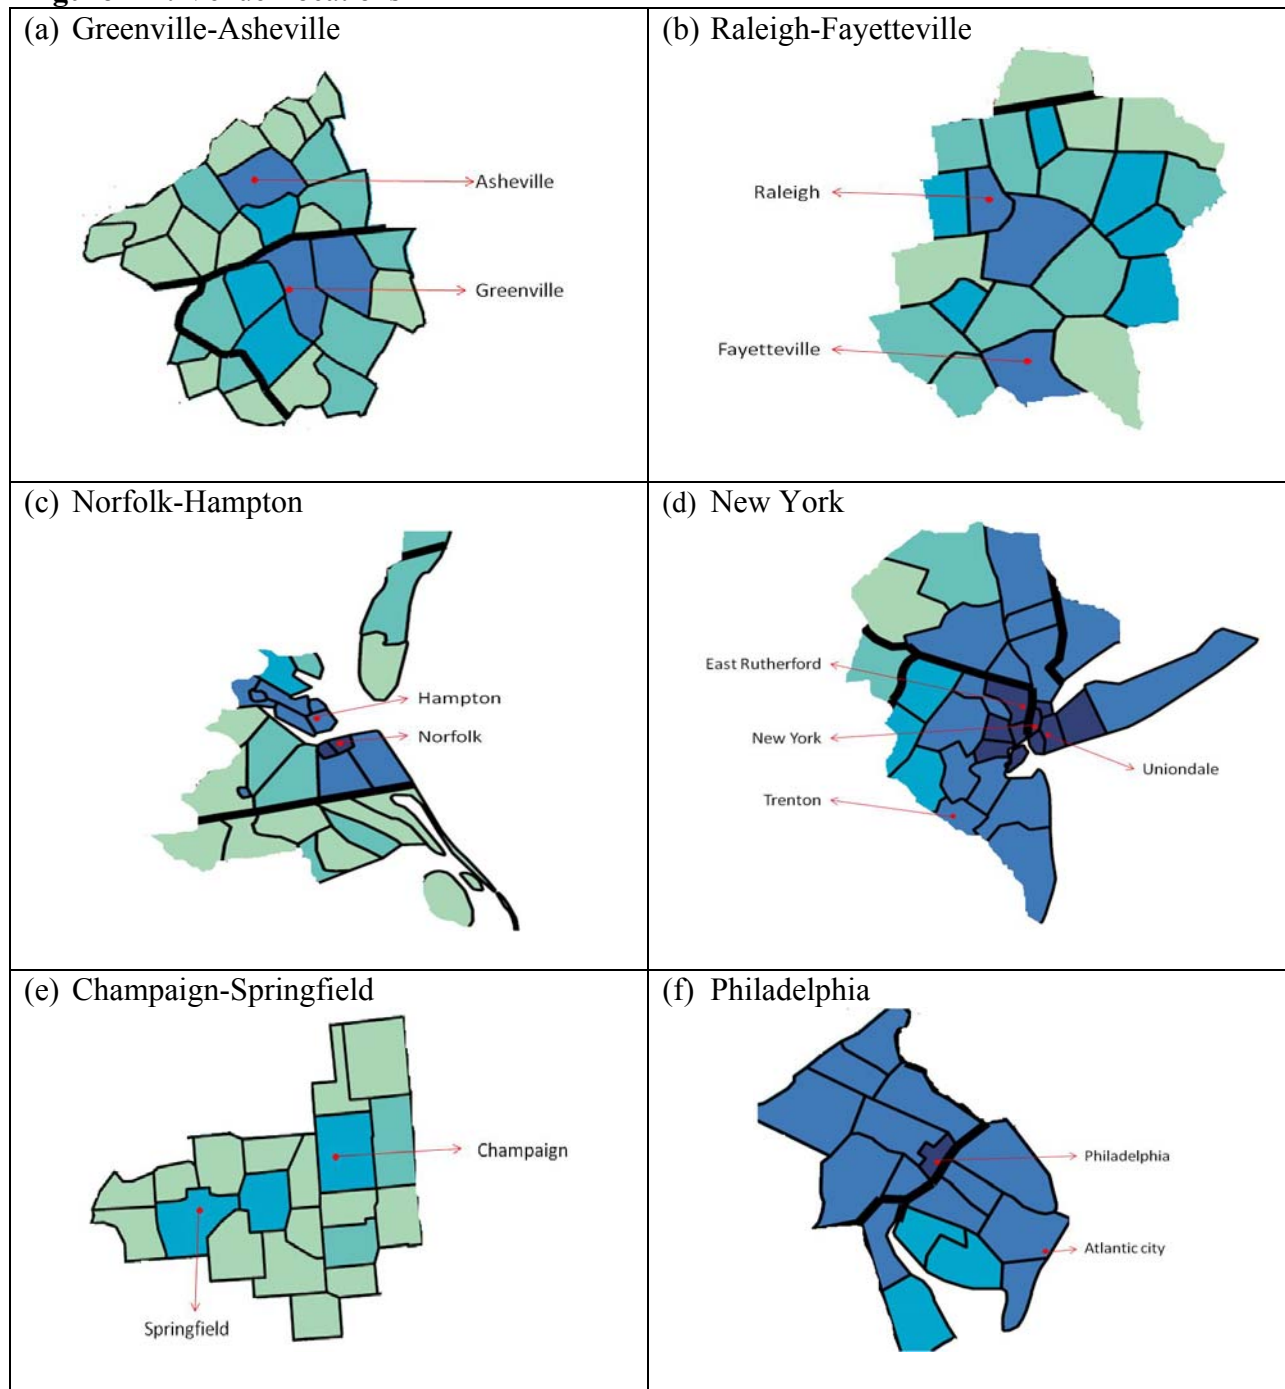 (a) Greenville-Asheville
Asheville
Greenville
(b) Raleigh-Fayetteville
Raleigh
Fayetteville
(c) Norfolk-Hampton
Hampton
Norfolk
(d) New York
East Rutherford
New York
Uniondale
Trenton
(e) Champaign-Springfield
Champaign
Springfield
(f) Philadelphia
Philadelphia
Atlantic city